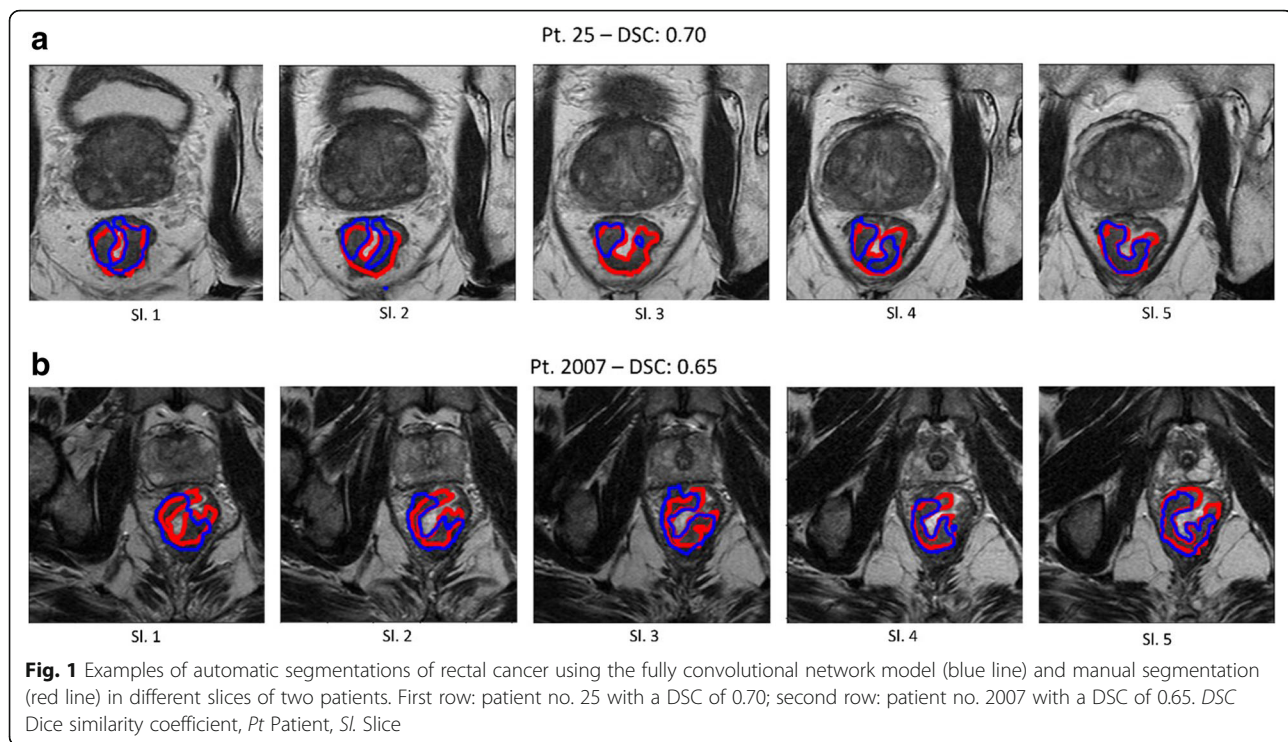 a
Pt. 25 – DSC: 0.70
Sl. 1
Sl. 2
Sl. 3
Sl. 4
Sl. 5
b
Pt. 2007 – DSC: 0.65
Sl. 1
Sl. 2
Sl. 3
Sl. 4
Sl. 5
Fig. 1 Examples of automatic segmentations of rectal cancer using the fully convolutional network model (blue line) and manual segmentation
(red line) in different slices of two patients. First row: patient no. 25 with a DSC of 0.70; second row: patient no. 2007 with a DSC of 0.65. DSC
Dice similarity coefficient, Pt Patient, Sl. Slice